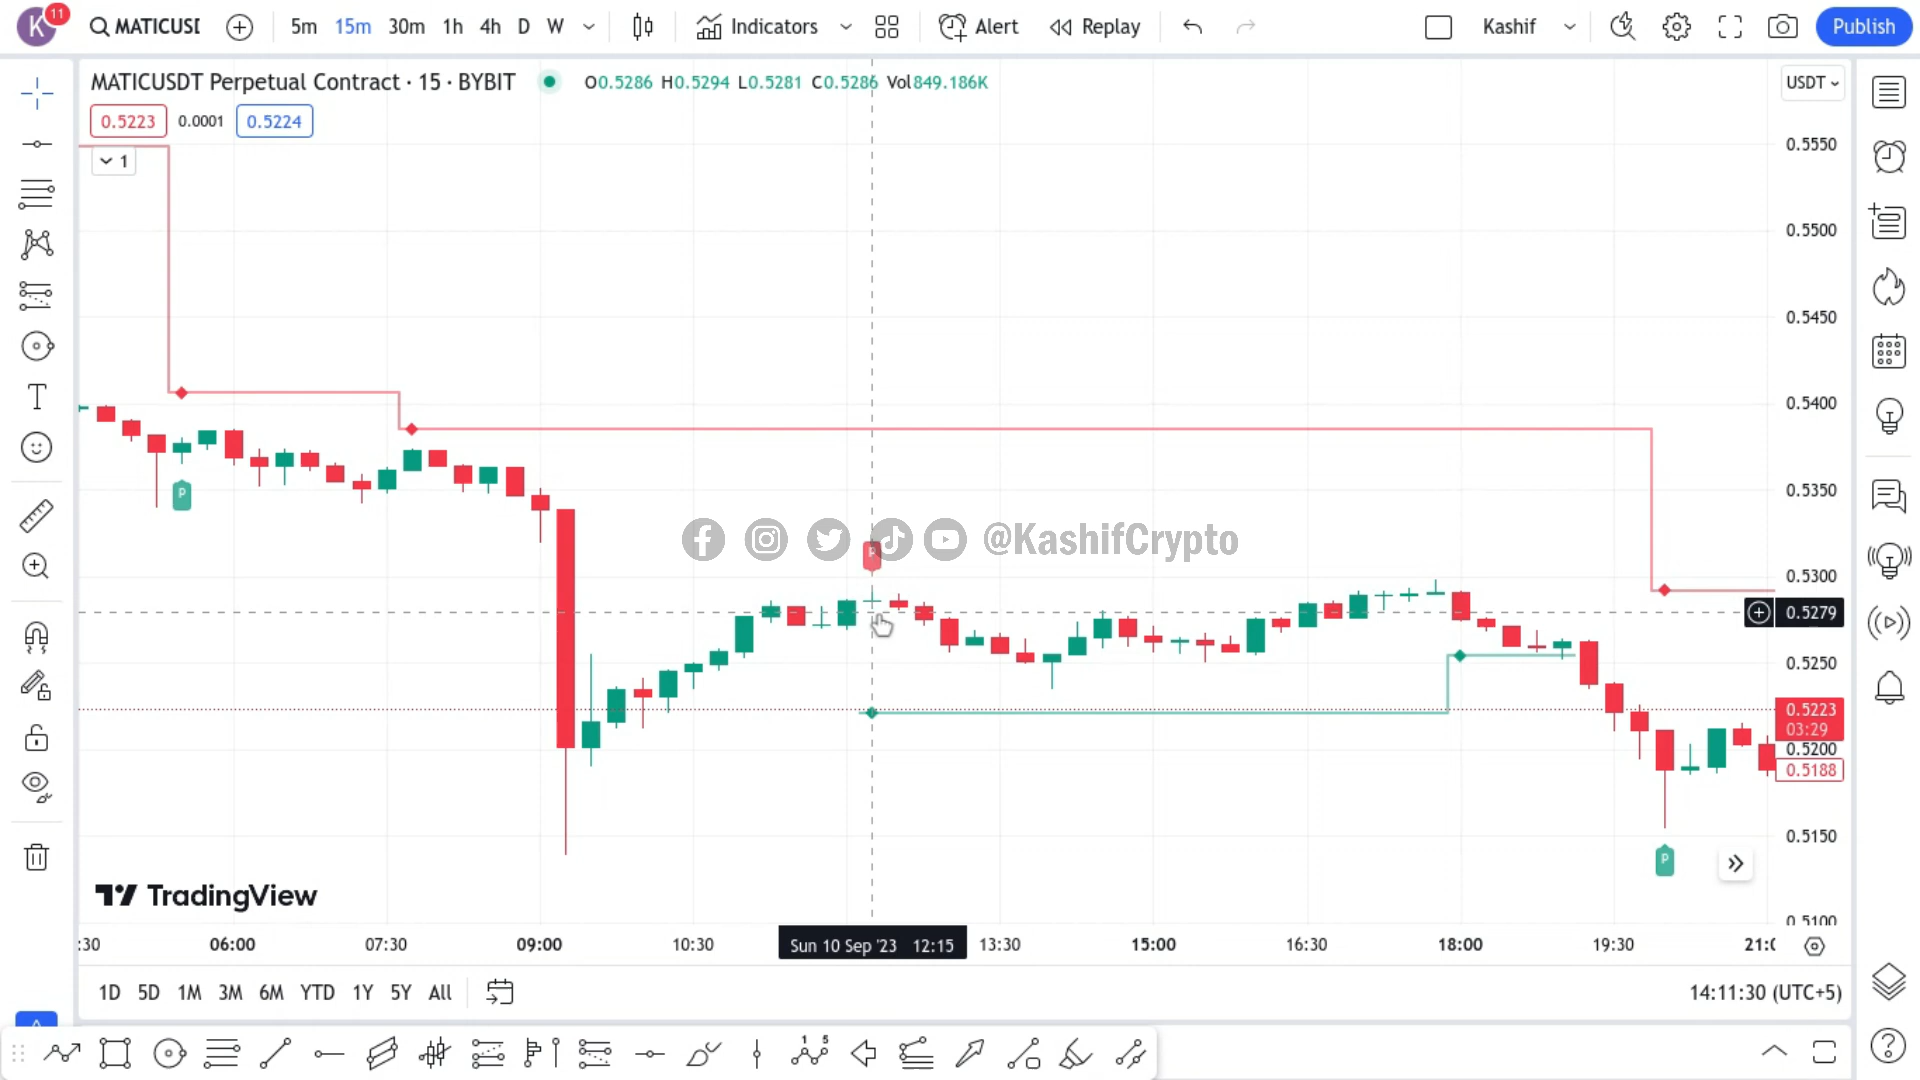 K 11 MATICUSI 5m 15m 30m 1h 4h D W Indicators Alert Replay Kashif Publish
MATICUSDT Perpetual Contract · 15 · BYBIT O0.5286 H0.5294 L0.5281 C0.5286 Vol849.186K USDT
0.5223 0.0001 0.5224
1
0.5550
0.5500
0.5450
0.5400
0.5350
P
@KashifCrypto
0.5300
0.5279
0.5250
0.5223
03:29
0.5200
0.5188
0.5150
P
TradingView
0.5100
:30 06:00 07:30 09:00 10:30 Sun 10 Sep '23 12:15 13:30 15:00 16:30 18:00 19:30 21:0
1D 5D 1M 3M 6M YTD 1Y 5Y All 14:11:30 (UTC+5)
1 5